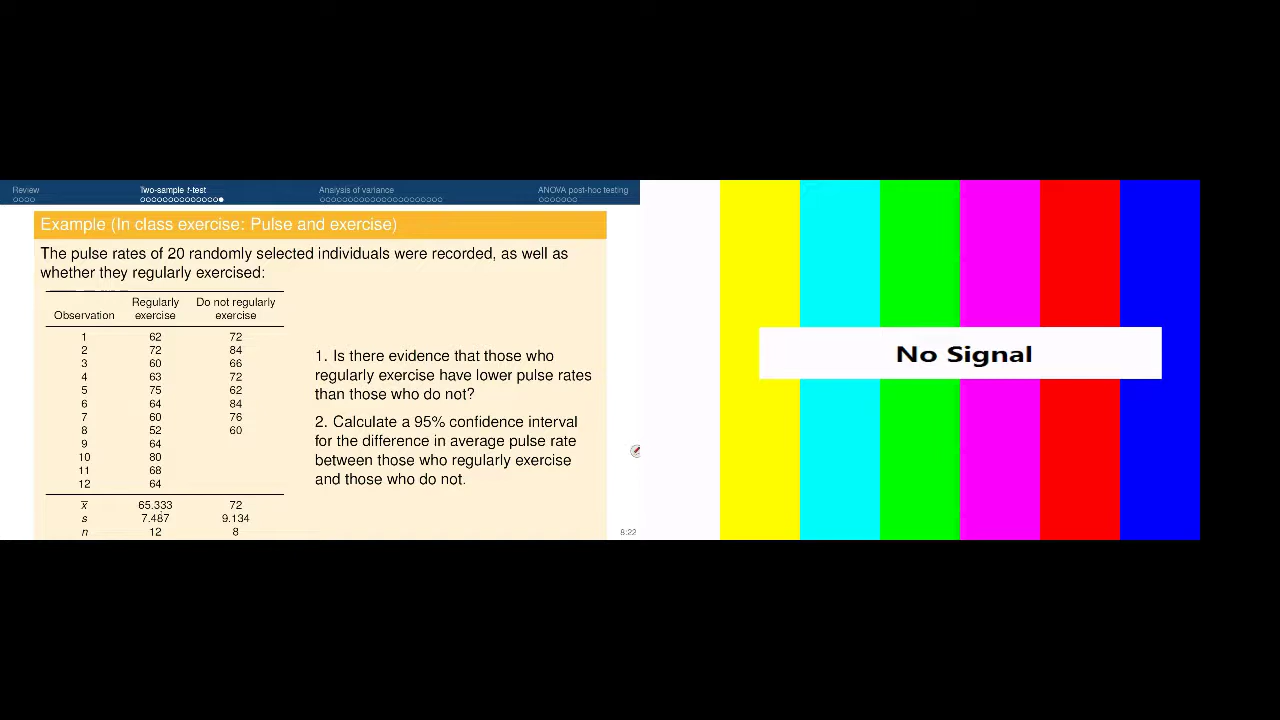 Review Two-sample t-test Analysis of variance ANOVA post-hoc testing
Example (In class exercise: Pulse and exercise)
The pulse rates of 20 randomly selected individuals were recorded, as well as
whether they regularly exercised:
Regularly Do not regularly
Observation exercise exercise
1 62 72
2 72 84
3 60 66
4 63 72
5 75 62
6 64 84
7 60 76
8 52 60
9 64
10 80
11 68
12 64
x̅ 65.333 72
s 7.487 9.134
n 12 8
1. Is there evidence that those who
regularly exercise have lower pulse rates
than those who do not?
2. Calculate a 95% confidence interval
for the difference in average pulse rate
between those who regularly exercise
and those who do not.
8:22
No Signal